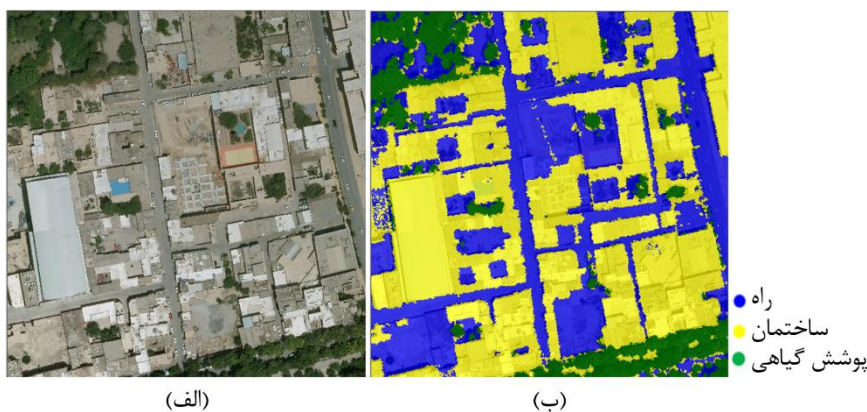 راه
ساختمان
پوشش گیاهی
(الف)
(ب)